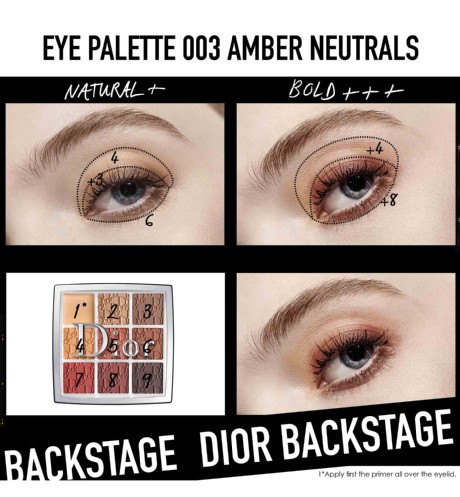 EYE PALETTE 003 AMBER NEUTRALS
NATURAL +
BOLD +++
4
+3
6
+4
+8
1* 2 3
4 5 6
7 8 9
Dior
BACKSTAGE DIOR BACKSTAGE
1*Apply first the primer all over the eyelid.